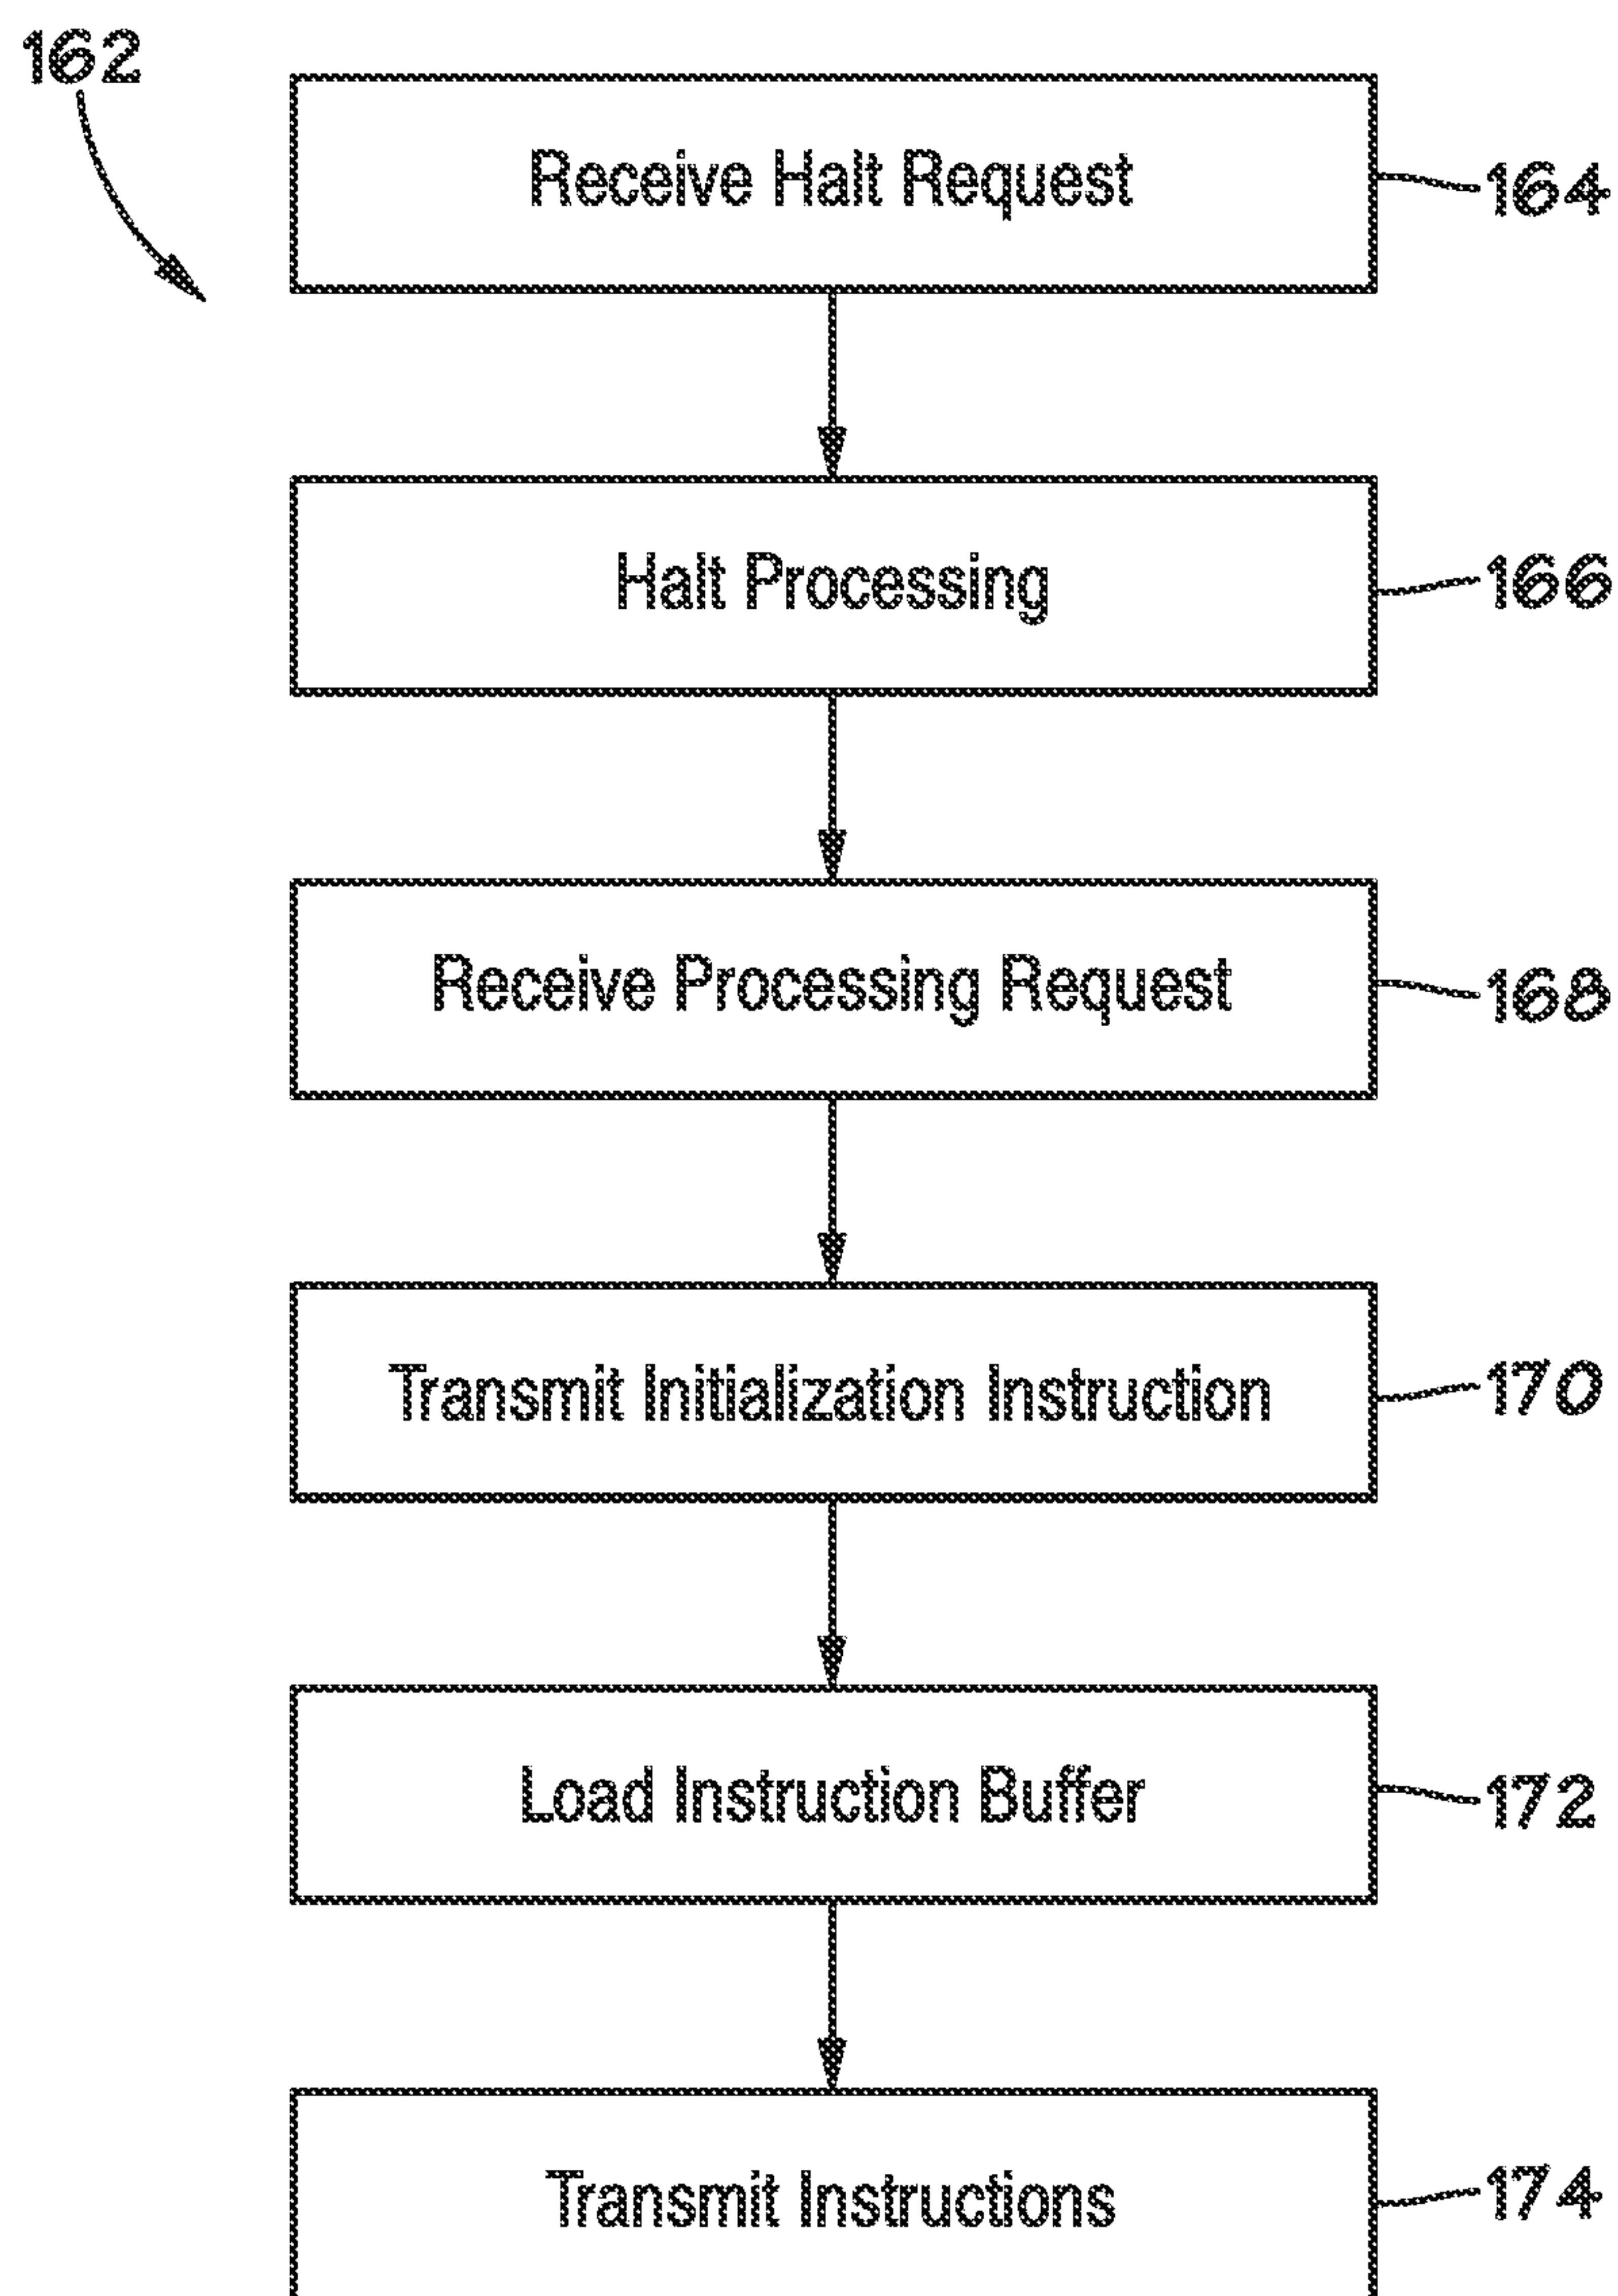 162
Receive Halt Request
164
Halt Processing
166
Receive Processing Request
168
Transmit Initialization Instruction
170
Load Instruction Buffer
172
Transmit Instructions
174